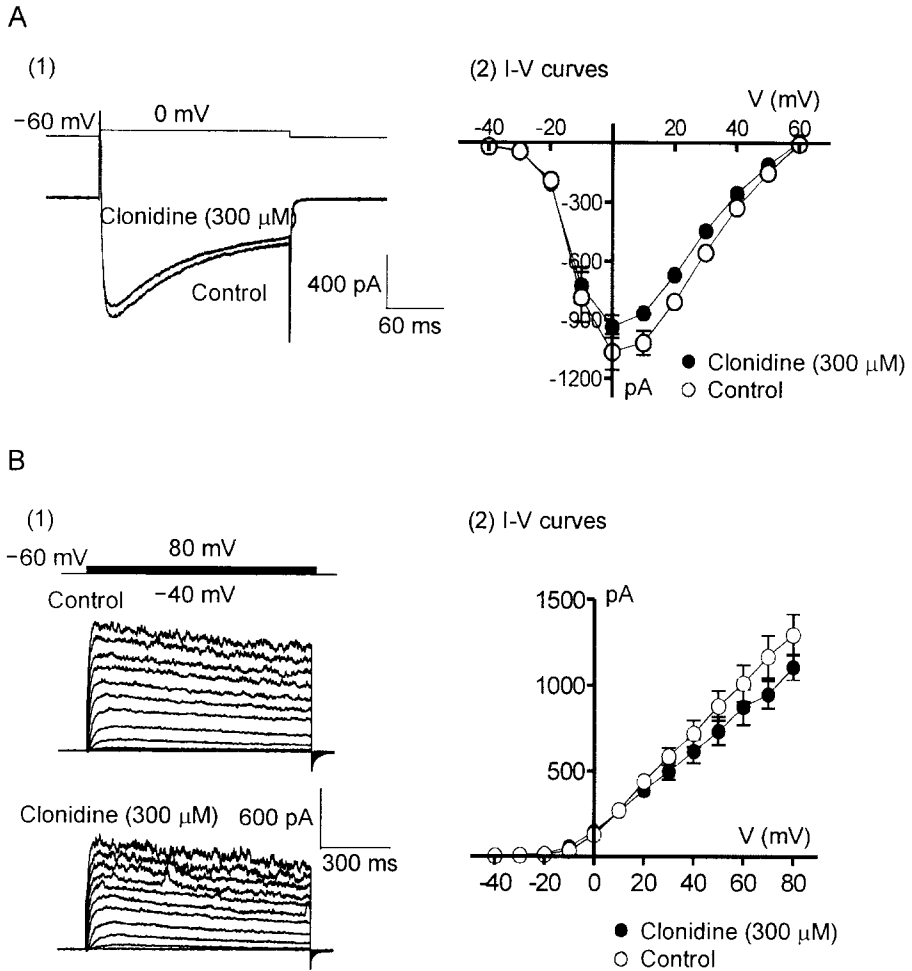 A
(1)
−60 mV
0 mV
Clonidine (300 µM)
Control
400 pA
60 ms
(2) I-V curves
V (mV)
-40
-20
20
40
60
-300
-600
-900
-1200
pA
Clonidine (300 µM)
Control
B
(1)
−60 mV
80 mV
−40 mV
Control
Clonidine (300 µM)
600 pA
300 ms
(2) I-V curves
1500
pA
1000
500
V (mV)
-40
-20
0
20
40
60
80
Clonidine (300 µM)
Control